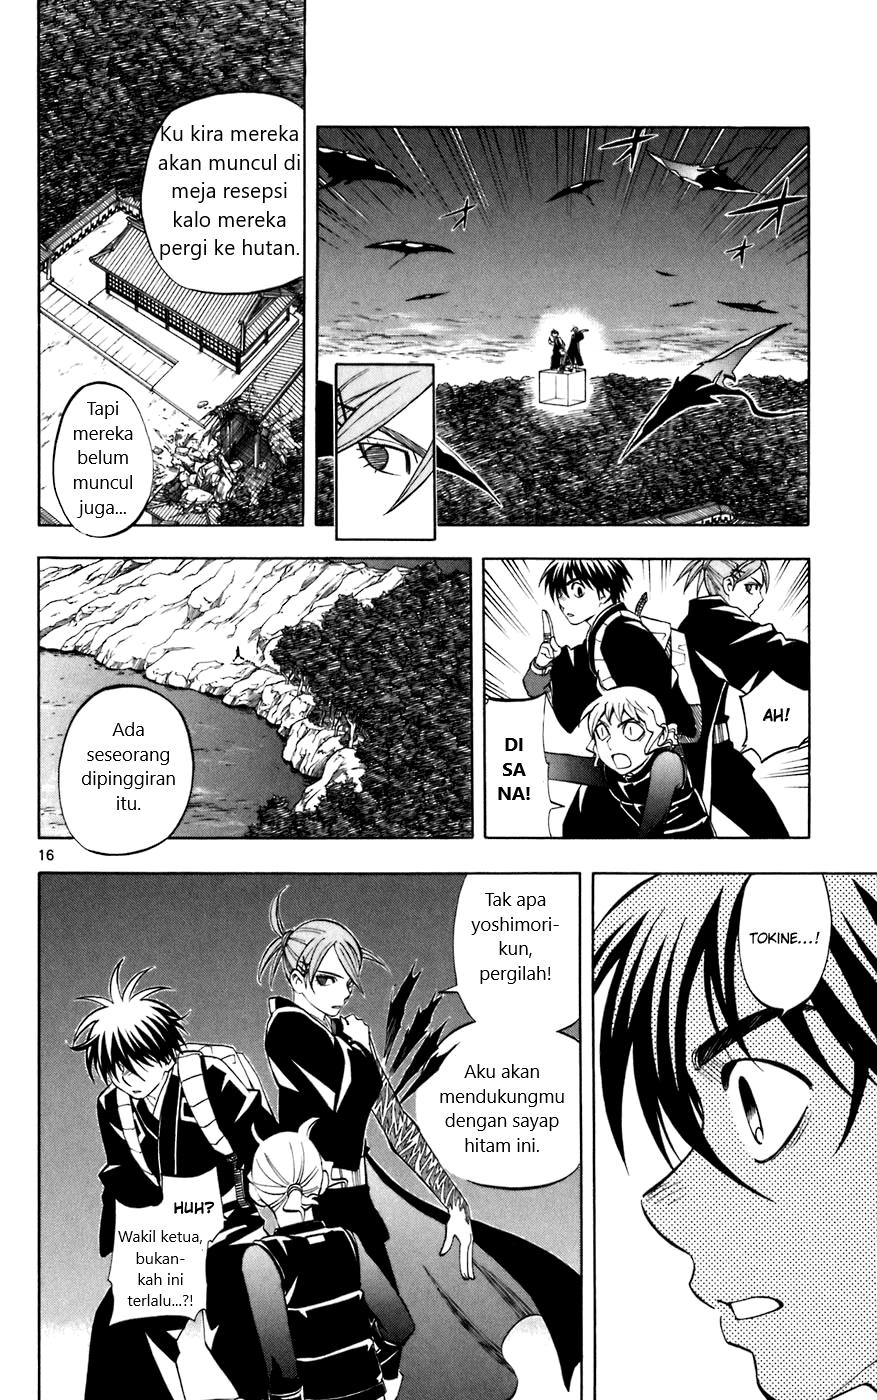 Ku kira mereka
akan muncul di
meja resepsi
kalo mereka
pergi ke hutan.
Tapi
mereka
belum
muncul
juga...
Ada
seseorang
dipinggiran
itu.
AH!
DI
SA
NA!
16
Tak apa
yoshimori-
kun,
pergilah!
Aku akan
mendukungmu
dengan sayap
hitam ini.
HUH?
Wakil ketua,
bukan-
kah ini
terlalu...?!
TOKINE...!